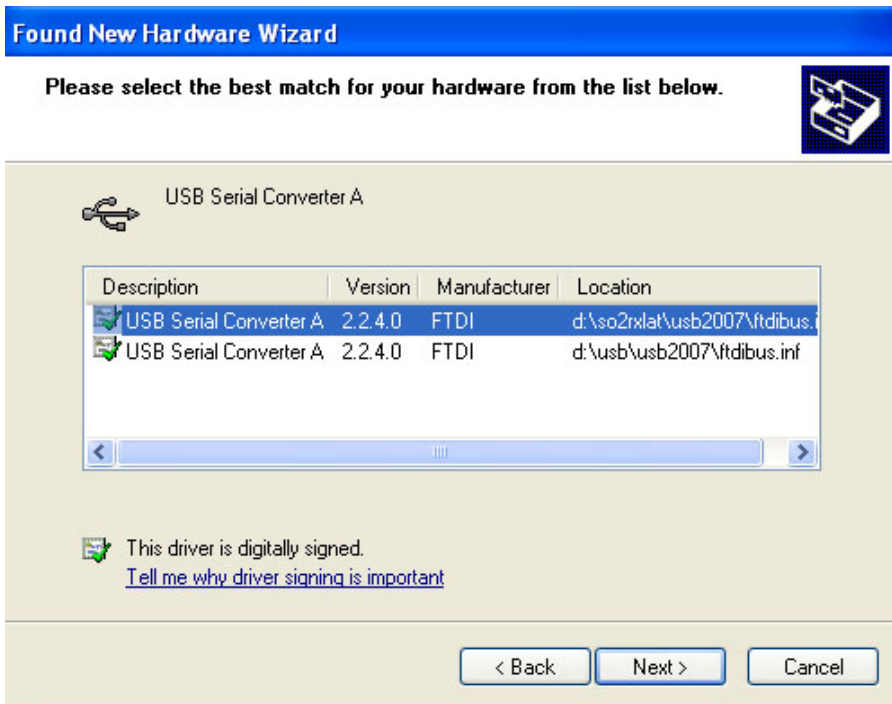 Found New Hardware Wizard
Please select the best match for your hardware from the list below.
USB Serial Converter A
Description Version Manufacturer Location
USB Serial Converter A 2.2.4.0 FTDI d:\so2rxlat\usb2007\ftdibus.i
USB Serial Converter A 2.2.4.0 FTDI d:\usb\usb2007\ftdibus.inf
This driver is digitally signed.
Tell me why driver signing is important
< Back Next > Cancel